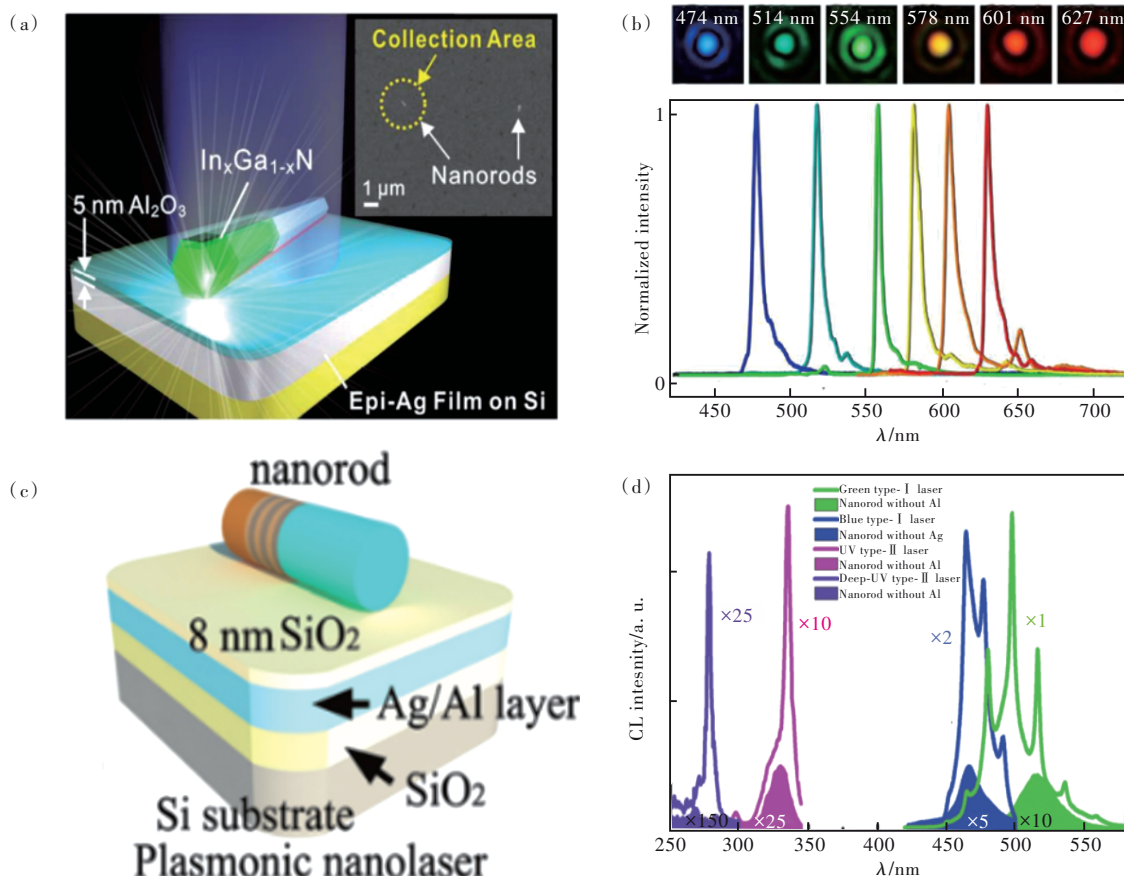 (a)
Collection Area
InₓGa₁₋ₓN
Nanorods
1 μm
5 nm Al₂O₃
Epi-Ag Film on Si
(b)
474 nm 514 nm 554 nm 578 nm 601 nm 627 nm
1
Normalized intensity
0
450 500 550 600 650 700
λ/nm
(c)
nanorod
8 nm SiO₂
Ag/Al layer
SiO₂
Si substrate
Plasmonic nanolaser
(d)
Green type-Ⅰ laser
Nanorod without Al
Blue type-Ⅰ laser
Nanorod without Ag
UV type-Ⅱ laser
Nanorod without Al
Deep-UV type-Ⅱ laser
Nanorod without Al
×25
×10
×2
×1
CL intesnity/a. u.
×150
×25
×5
×10
250 300 350 400 450 500 550
λ/nm